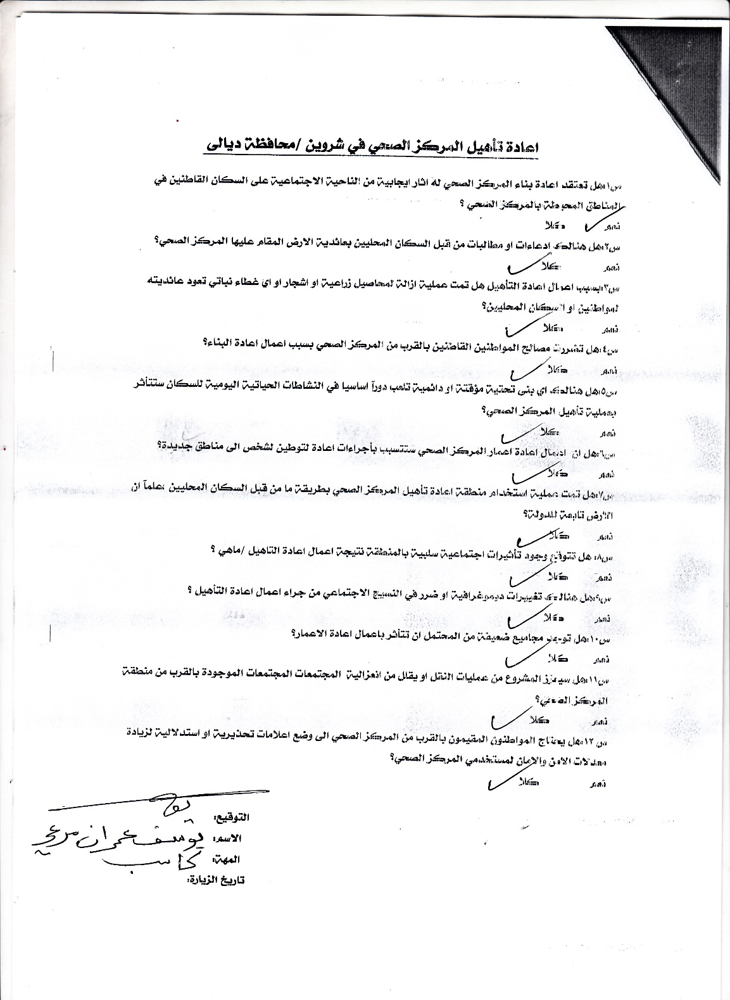 اعادة تأهيل المركز الصحي في شروين /محافظة ديالى
س١:هل تعتقد اعادة بناء المركز الصحي له اثار ايجابية من الناحية الاجتماعية على السكان القاطنين في
المناطق المحيطة بالمركز الصحي ؟
نعم ✓ كلا
س٢:هل هنالك ادعاءات او مطالبات من قبل السكان المحليين بعائدية الارض المقام عليها المركز الصحي؟
نعم كلا ✓
س٣:بسبب اعمال اعادة التأهيل هل تمت عملية ازالة لمحاصيل زراعية او اشجار او اي غطاء نباتي تعود عائديته
لمواطنين او السكان المحليين؟
نعم كلا ✓
س٤:هل تضررت مصالح المواطنين القاطنين بالقرب من المركز الصحي بسبب اعمال اعادة البناء؟
نعم كلا ✓
س٥:هل هنالك اي بنى تحتية مؤقتة او دائمية تلعب دورآ اساسيا في النشاطات الحياتية اليومية للسكان ستتأثر
بعملية تأهيل المركز الصحي؟
نعم كلا ✓
س٦:هل ان اعمال اعادة اعمار المركز الصحي ستتسبب بأجراءات اعادة لتوطين لشخص الى مناطق جديدة؟
نعم كلا ✓
س٧:هل تمت عملية استخدام منطقة اعادة تأهيل المركز الصحي بطريقة ما من قبل السكان المحليين ،علمآ ان
الارض تابعة للدولة؟
نعم كلا ✓
س٨: هل تتوقع وجود تأثيرات اجتماعية سلبية بالمنطقة نتيجة اعمال اعادة التاهيل /ماهي ؟
نعم كلا ✓
س٩:هل هنالك تغييرات ديموغرافية او ضرر في النسيج الاجتماعي من جراء اعمال اعادة التأهيل ؟
نعم كلا ✓
س١٠:هل توجد مجاميع ضعيفة من المحتمل ان تتأثر باعمال اعادة الاعمار؟
نعم كلا ✓
س١١:هل سيعزز المشروع من عمليات النقل او يقلل من انعزالية المجتمعات المجتمعات الموجودة بالقرب من منطقة
المركز الصحي؟
نعم كلا ✓
س١٢:هل يحتاج المواطنون المقيمون بالقرب من المركز الصحي الى وضع اعلامات تحذيرية او استدلالية لزيادة
معدلات الامن والامان لمستخدمي المركز الصحي؟
نعم كلا ✓
التوقيع:
الاسم: يوسف عمران مرعي
المهة: كاتب
تاريخ الزيارة: